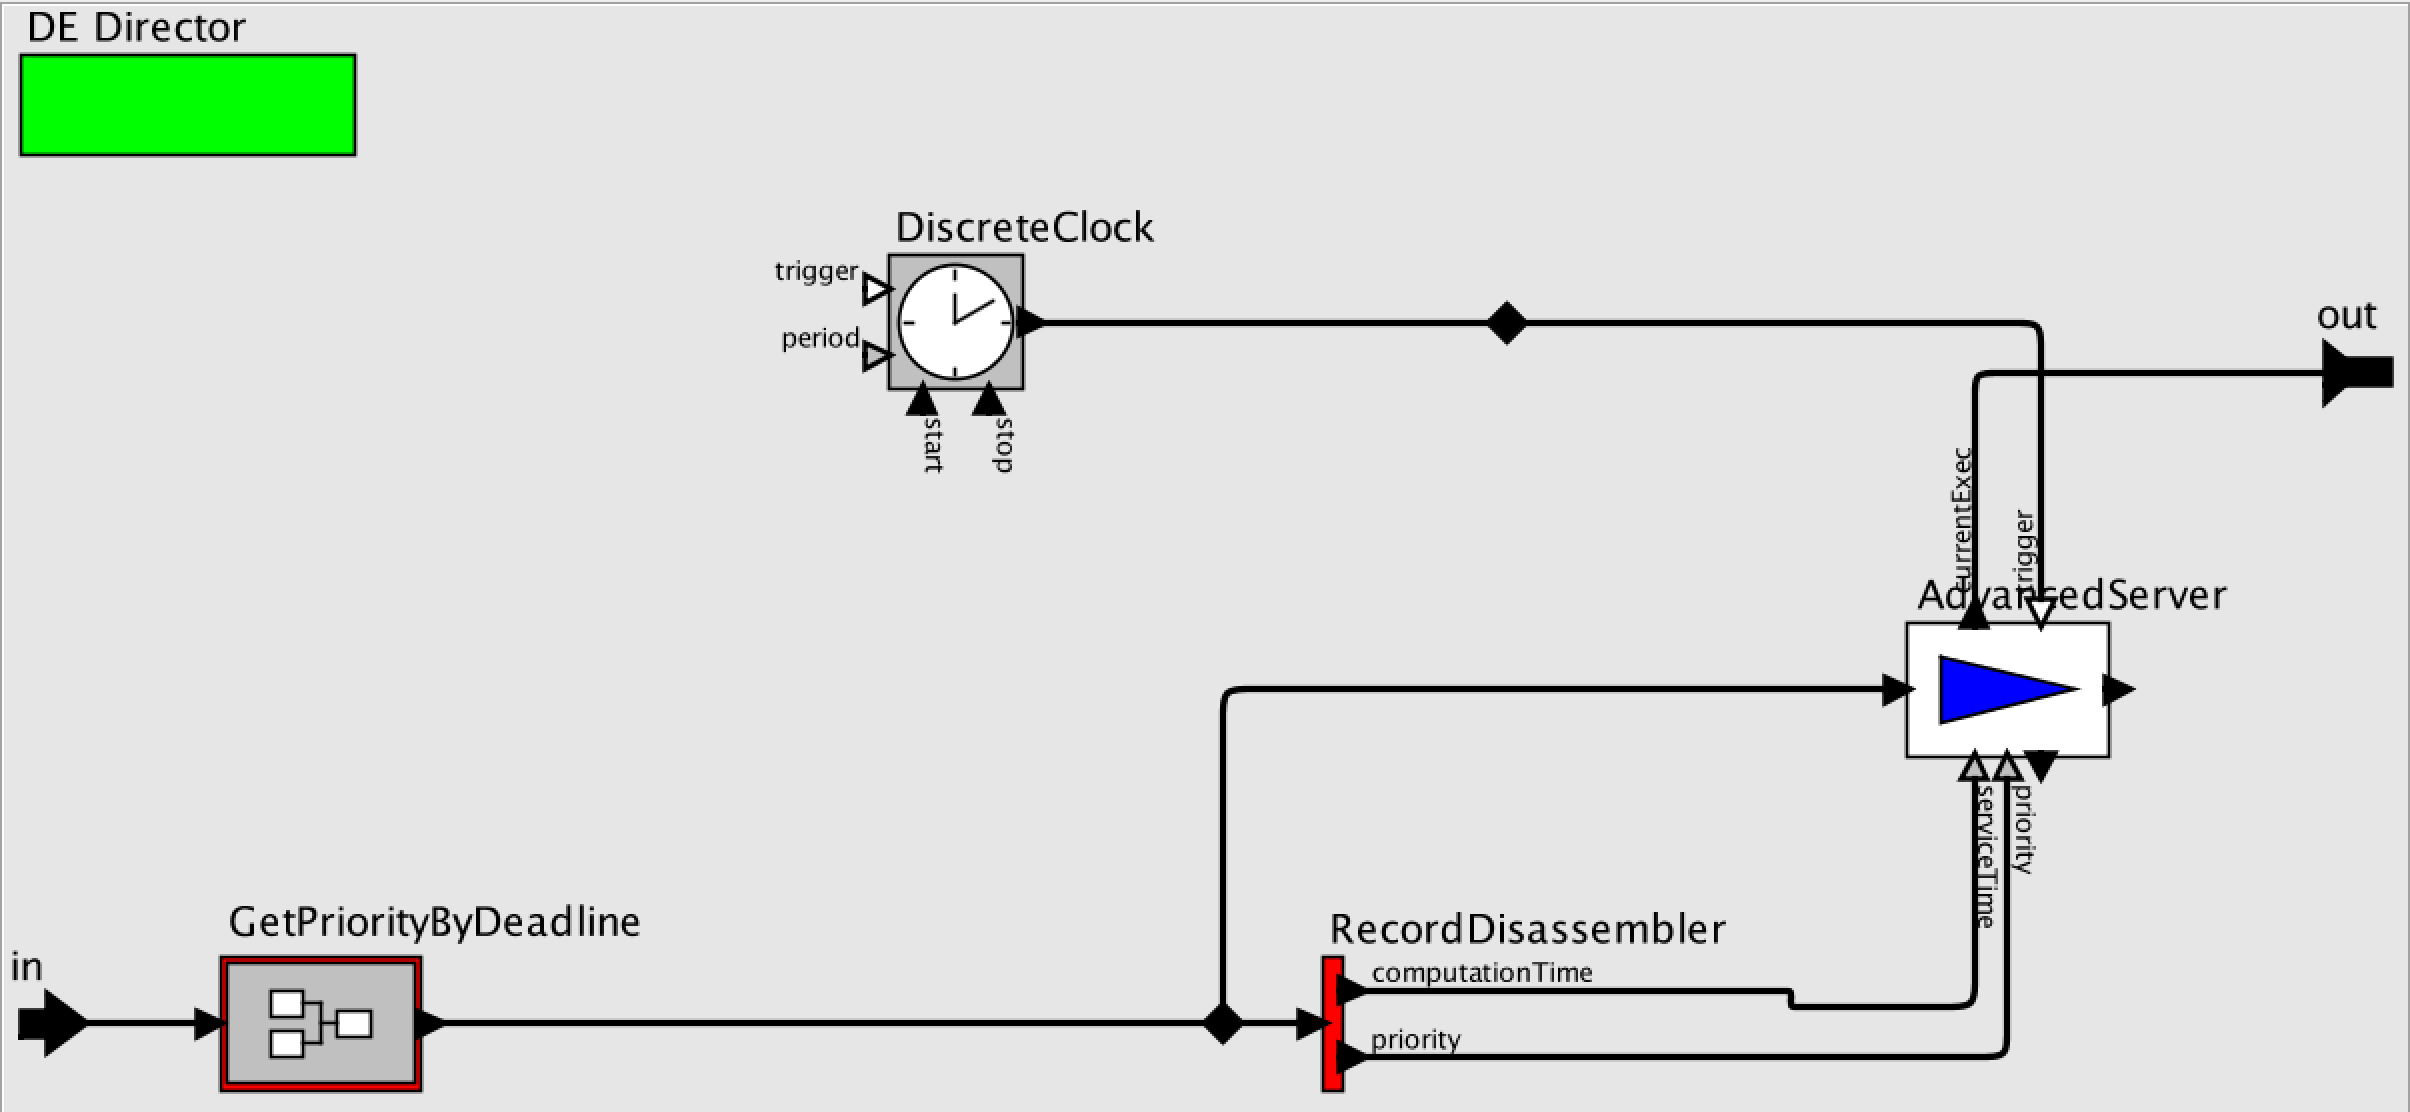 DE Director
DiscreteClock
trigger
period
start
stop
out
currentExec
trigger
AdvancedServer
serviceTime
priority
GetPriorityByDeadline
in
RecordDisassembler
computationTime
priority